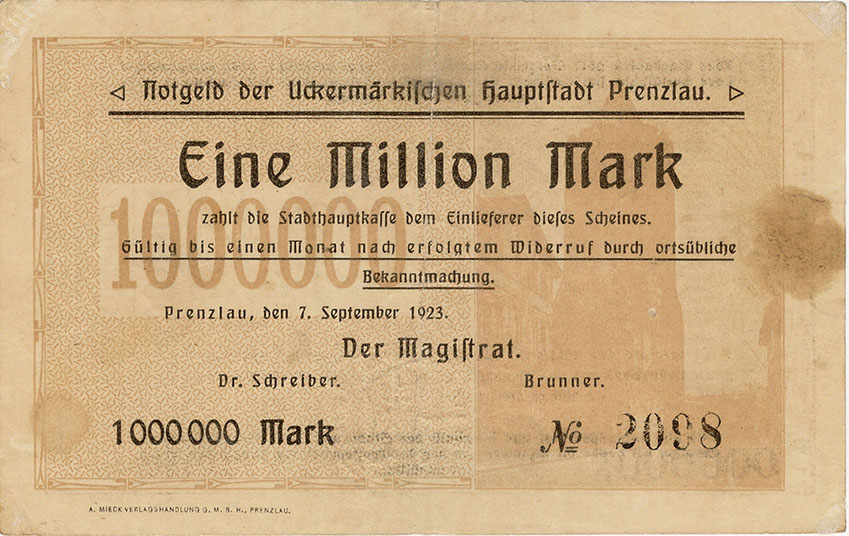 ◁ Notgeld der Uckermärkischen Hauptstadt Prenzlau. ▷
Eine Million Mark
1000000
zahlt die Stadthauptkasse dem Einlieferer dieses Scheines.
Gültig bis einen Monat nach erfolgtem Widerruf durch ortsübliche
Bekanntmachung.
Prenzlau, den 7. September 1923.
Der Magistrat.
Dr. Schreiber. Brunner.
1000000 Mark № 2098
A. MIECK VERLAGSHANDLUNG G. M. B. H., PRENZLAU.